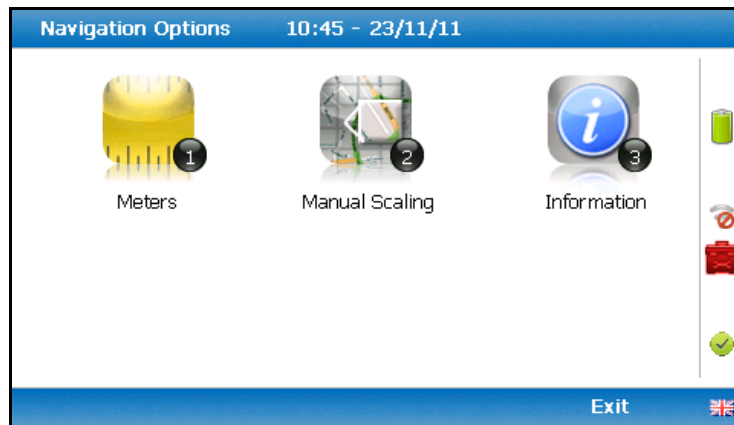 Navigation Options 10:45 - 23/11/11
1 2 3
Meters Manual Scaling Information
Exit